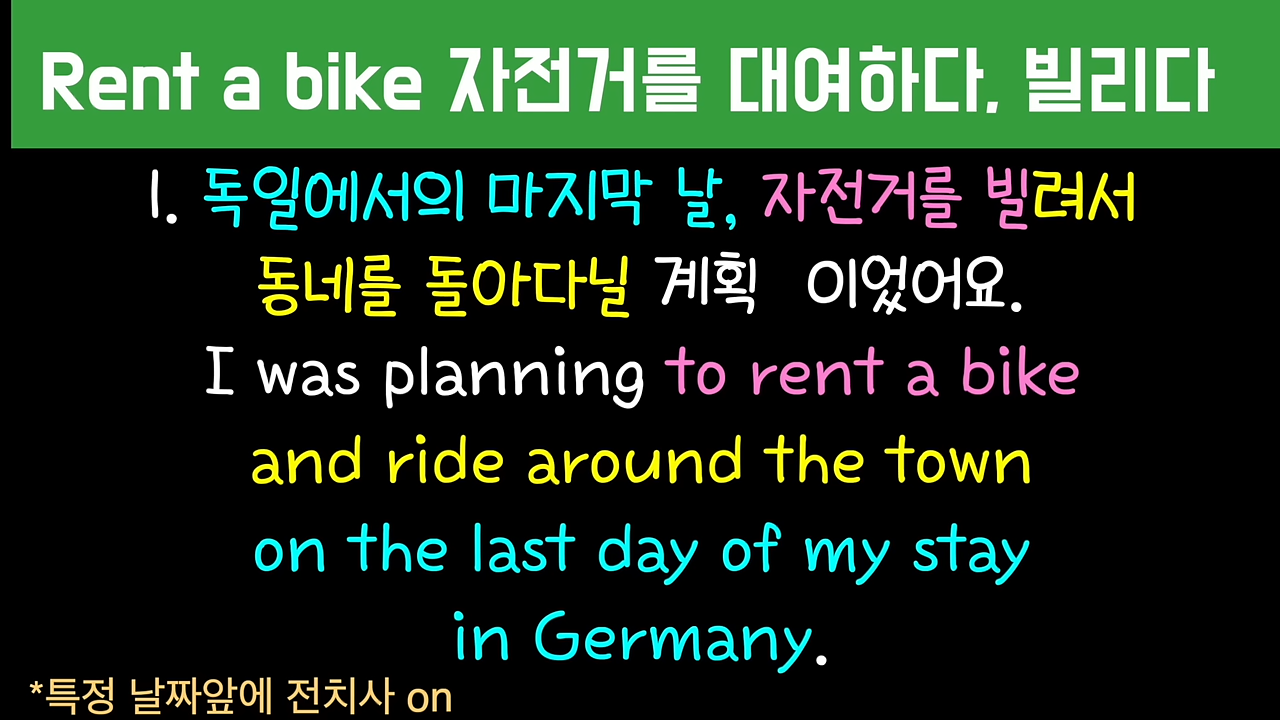 Rent a bike 자전거를 대여하다. 빌리다
1. 독일에서의 마지막 날, 자전거를 빌려서
동네를 돌아다닐 계획 이었어요.
I was planning to rent a bike
and ride around the town
on the last day of my stay
in Germany.
*특정 날짜앞에 전치사 on